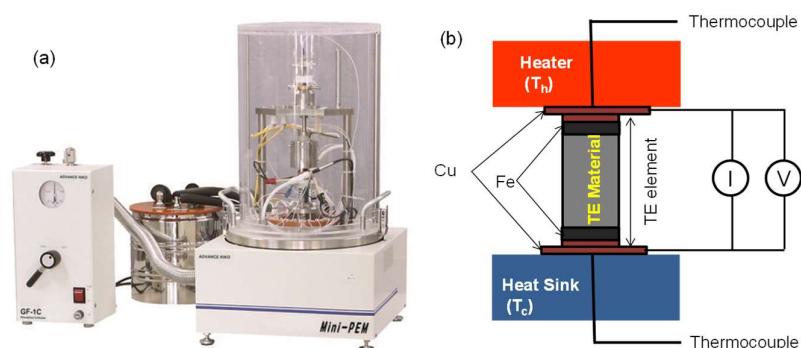 (a)
ADVANCE RIKO
GF-1C
ADVANCE RIKO
Mini-PEM
(b)
Thermocouple
Heater
(Th)
Cu
Fe
TE Material
TE element
I
V
Heat Sink
(Tc)
Thermocouple